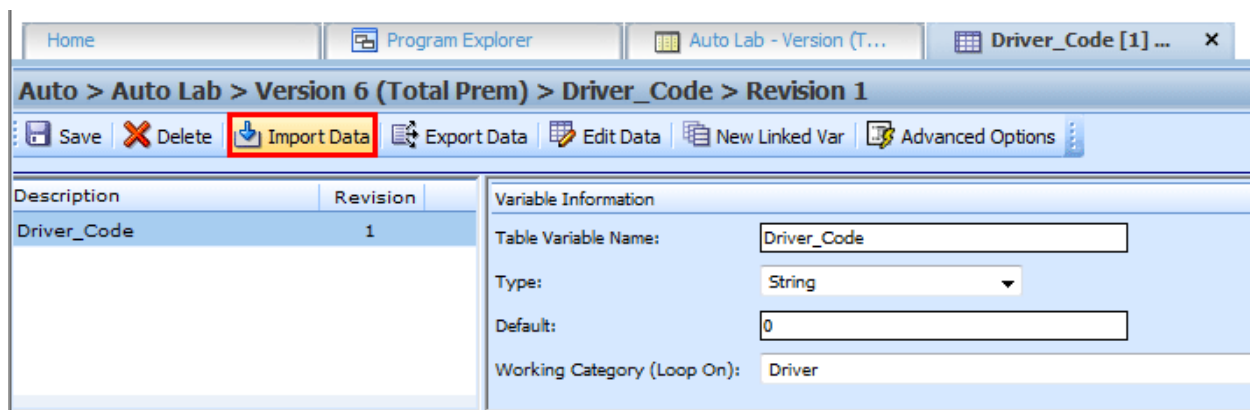 Home Program Explorer Auto Lab - Version (T... Driver_Code [1] ... x
Auto > Auto Lab > Version 6 (Total Prem) > Driver_Code > Revision 1
Save Delete Import Data Export Data Edit Data New Linked Var Advanced Options
Description Revision
Driver_Code 1
Variable Information
Table Variable Name: Driver_Code
Type: String
Default: 0
Working Category (Loop On): Driver